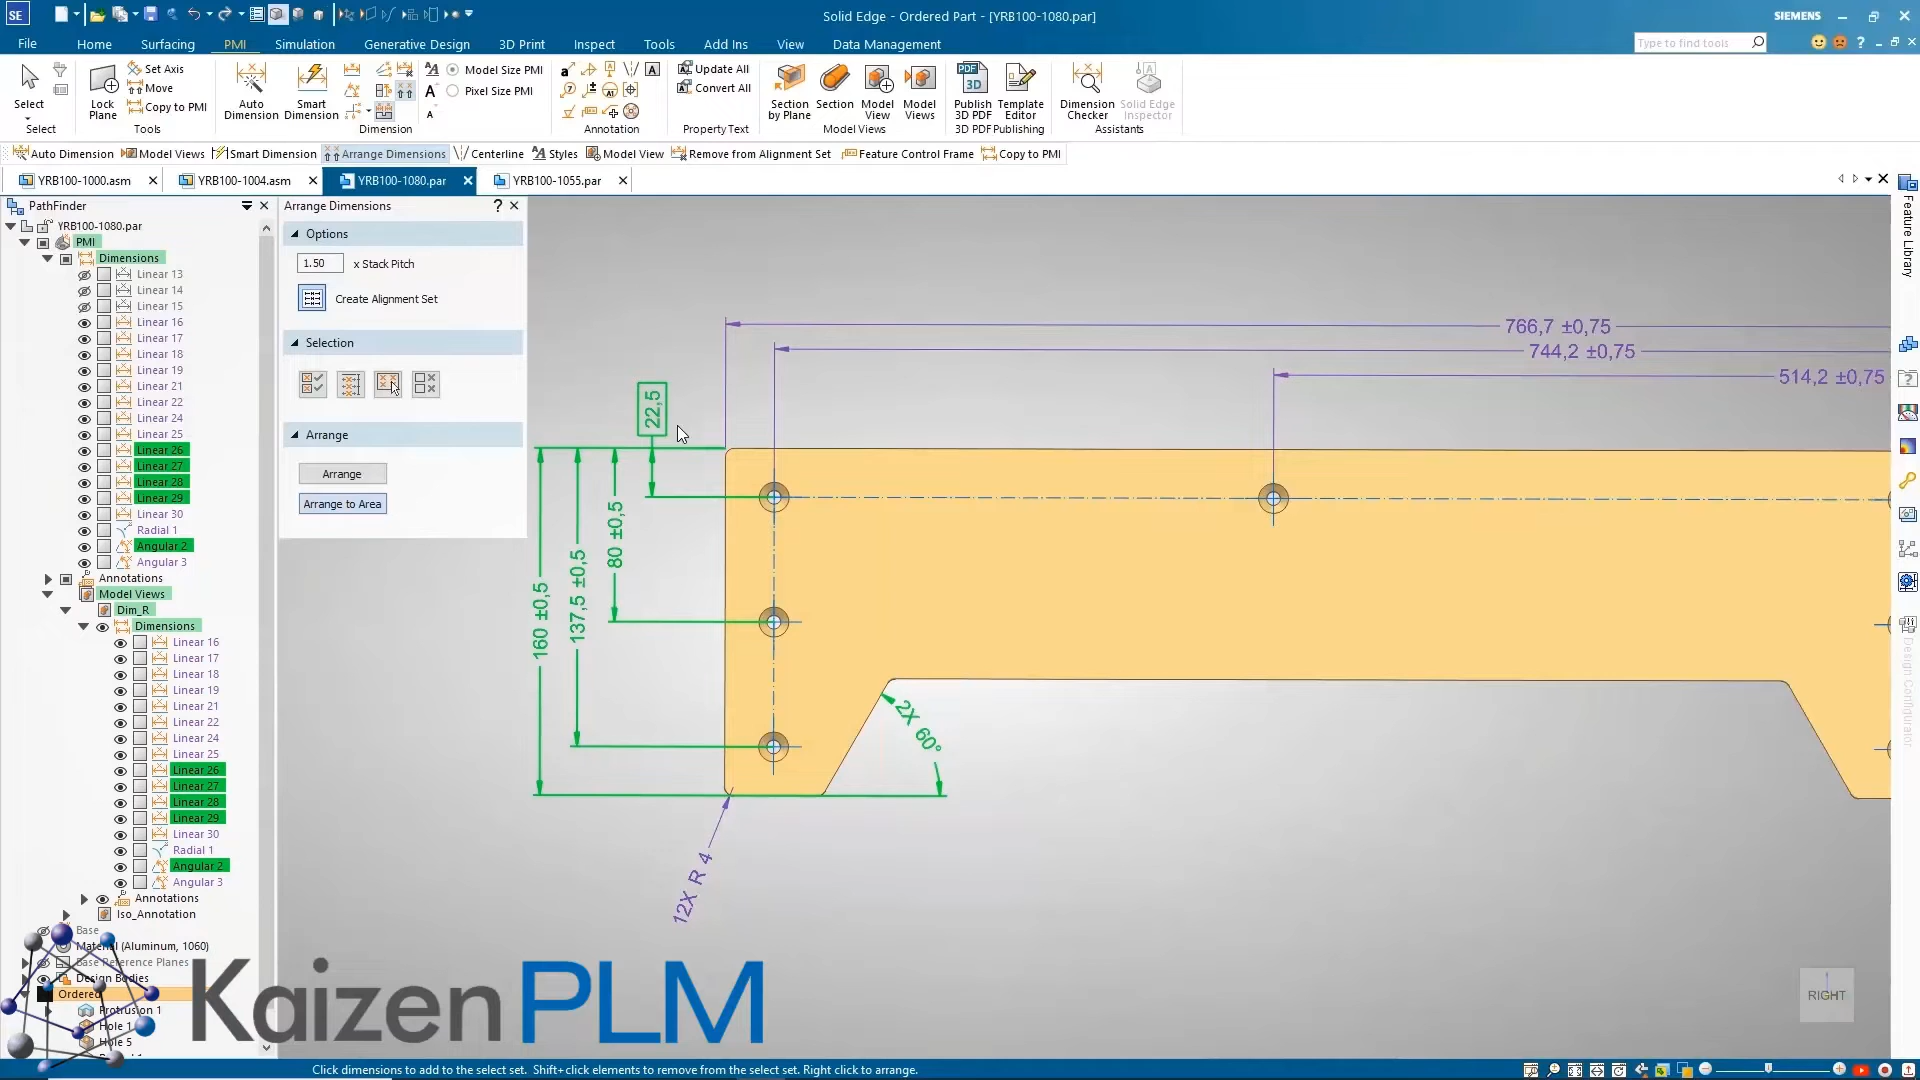 SE
Solid Edge - Ordered Part - [YRB100-1080.par]
SIEMENS
File Home Surfacing PMI Simulation Generative Design 3D Print Inspect Tools Add Ins View Data Management
Type to find tools
Select
Select
Lock Plane
Set Axis
Move
Copy to PMI
Tools
Auto Dimension
Smart Dimension
Dimension
Model Size PMI
Pixel Size PMI
Annotation
Update All
Convert All
Property Text
Section by Plane
Section
Model View
Model Views
Model Views
PDF
3D
Publish 3D PDF
Template Editor
3D PDF Publishing
Dimension Checker
Solid Edge Inspector
Assistants
Auto Dimension Model Views Smart Dimension Arrange Dimensions Centerline Styles Model View Remove from Alignment Set Feature Control Frame Copy to PMI
YRB100-1000.asm YRB100-1004.asm YRB100-1080.par YRB100-1055.par
PathFinder
YRB100-1080.par
PMI
Dimensions
Linear 13
Linear 14
Linear 15
Linear 16
Linear 17
Linear 18
Linear 19
Linear 21
Linear 22
Linear 24
Linear 25
Linear 26
Linear 27
Linear 28
Linear 29
Linear 30
Radial 1
Angular 2
Angular 3
Annotations
Model Views
Dim_R
Dimensions
Linear 16
Linear 17
Linear 18
Linear 19
Linear 21
Linear 22
Linear 24
Linear 25
Linear 26
Linear 27
Linear 28
Linear 29
Linear 30
Radial 1
Angular 2
Angular 3
Annotations
Iso_Annotation
Base
Material (Aluminum, 1060)
Base Reference Planes
Design Bodies
Ordered
Protrusion 1
Hole 1
Hole 5
Arrange Dimensions
Options
1.50 x Stack Pitch
Create Alignment Set
Selection
Arrange
Arrange
Arrange to Area
766,7 ±0,75
744,2 ±0,75
514,2 ±0,75
22,5
80 ±0,5
137,5 ±0,5
160 ±0,5
2X 60°
12X R 4
RIGHT
Feature Library
Design Configurator
KaizenPLM
Click dimensions to add to the select set. Shift+click elements to remove from the select set. Right click to arrange.